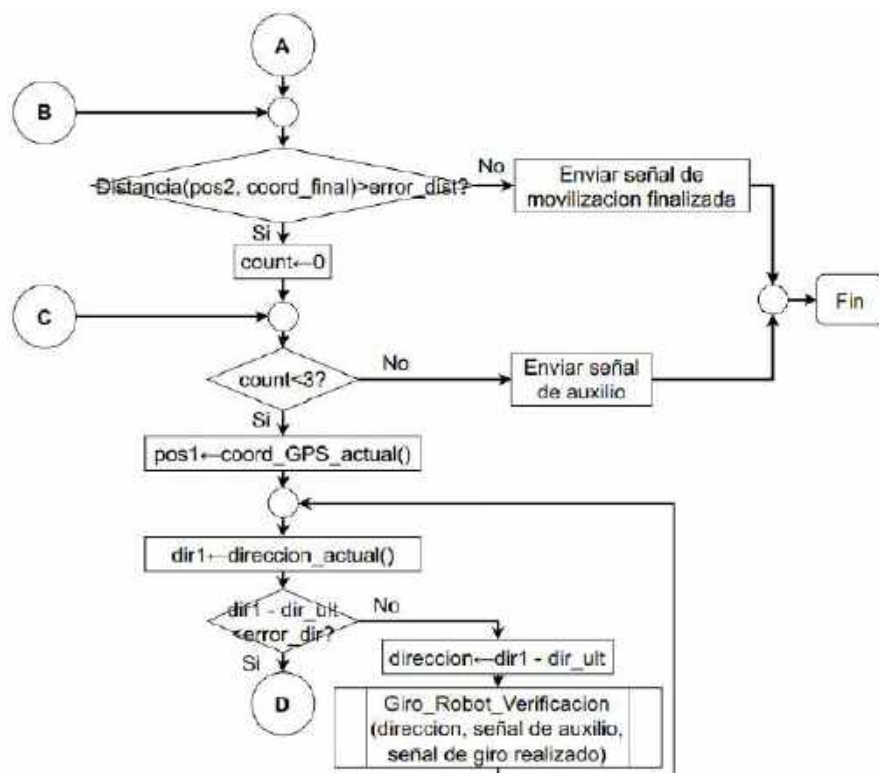 A
B
Distancia(pos2, coord_final)>error_dist?
No
Enviar señal de
movilizacion finalizada
Si
count←0
Fin
C
count<3?
No
Enviar señal
de auxilio
Si
pos1←coord_GPS_actual()
dir1←direccion_actual()
dir1 - dir_ult
<error_dir?
No
Si
direccion←dir1 - dir_ult
D
Giro_Robot_Verificacion
(direccion, señal de auxilio,
señal de giro realizado)